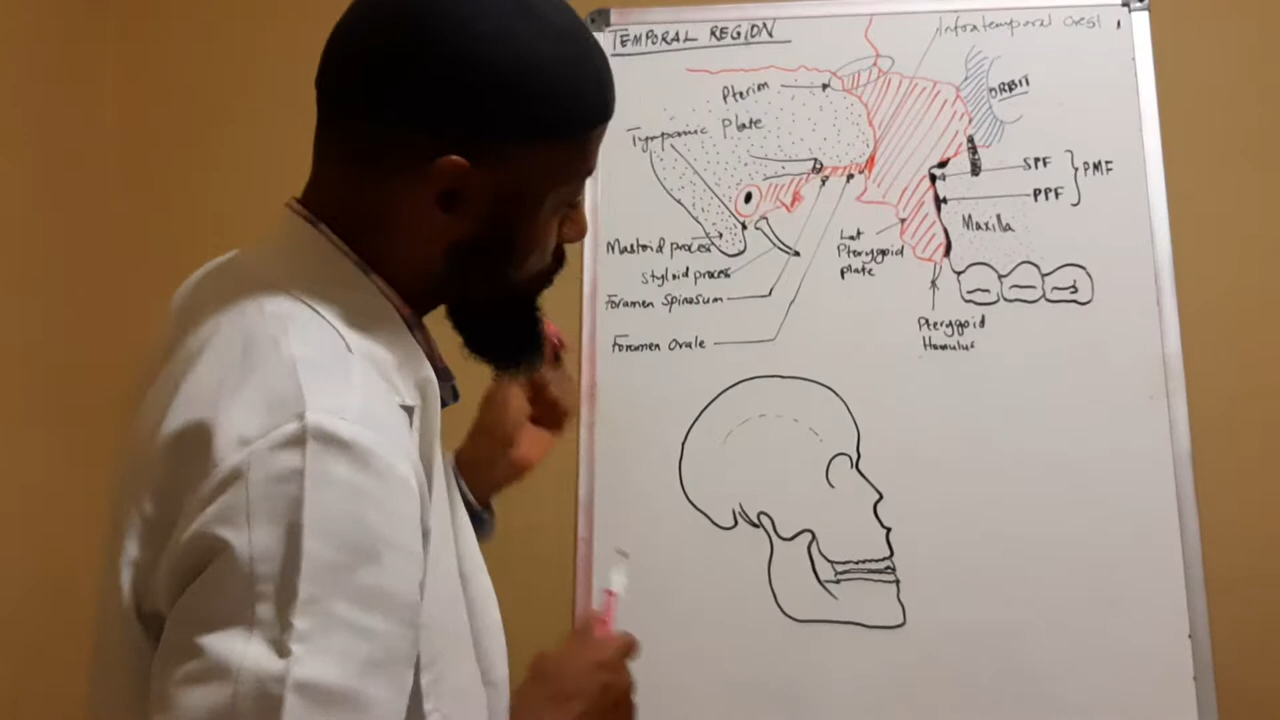 TEMPORAL REGION
Infratemporal Crest
Pterion
ORBIT
Tympanic Plate
SPF
PMF
PPF
Maxilla
Mastoid process
Lat
Pterygoid
plate
Styloid process
Foramen Spinosum
Foramen Ovale
Pterygoid
Hamulus